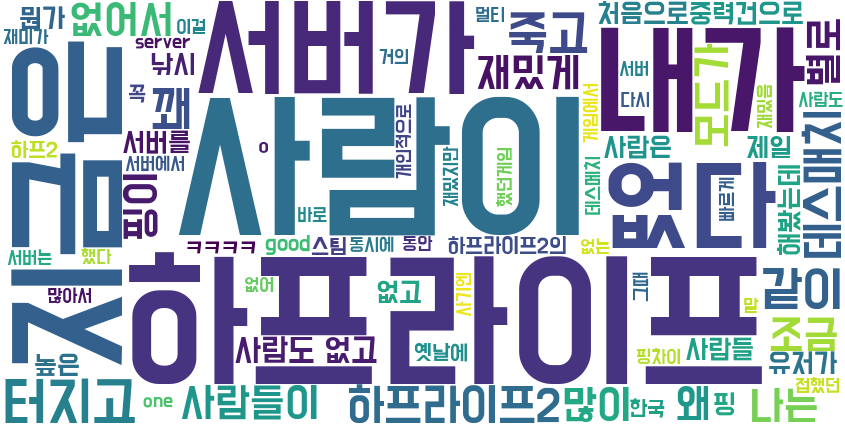 뭔가
없어서
이걸
재미가
server
낚시
꽤
꼭
은
지금
하프2
서버를
서버에서
핑이
서버가
거의
멀티
죽고
재밌게
처음으로중력건으로
내가
서버
다시
모드가
재밌음
별로
사람도
게임에서
사람은
제일
데스매치
해봤는데
사람이
o
개인적으로
재밌지만
했던게임
데스매치
없다
빠르게
바로
ㅋㅋㅋㅋ
good
스팀
동시에
동안
하프라이프2의
없는
서버는
했다
많아서
하프라이프
없어
없고
사기엔
그냥
말
같이
조금
높은
사람도 없고
옛날에
핑차이
사람들
유저가
접했던
터지고
one
사람들이
하프라이프2
많이
한국
왜
핑
나는